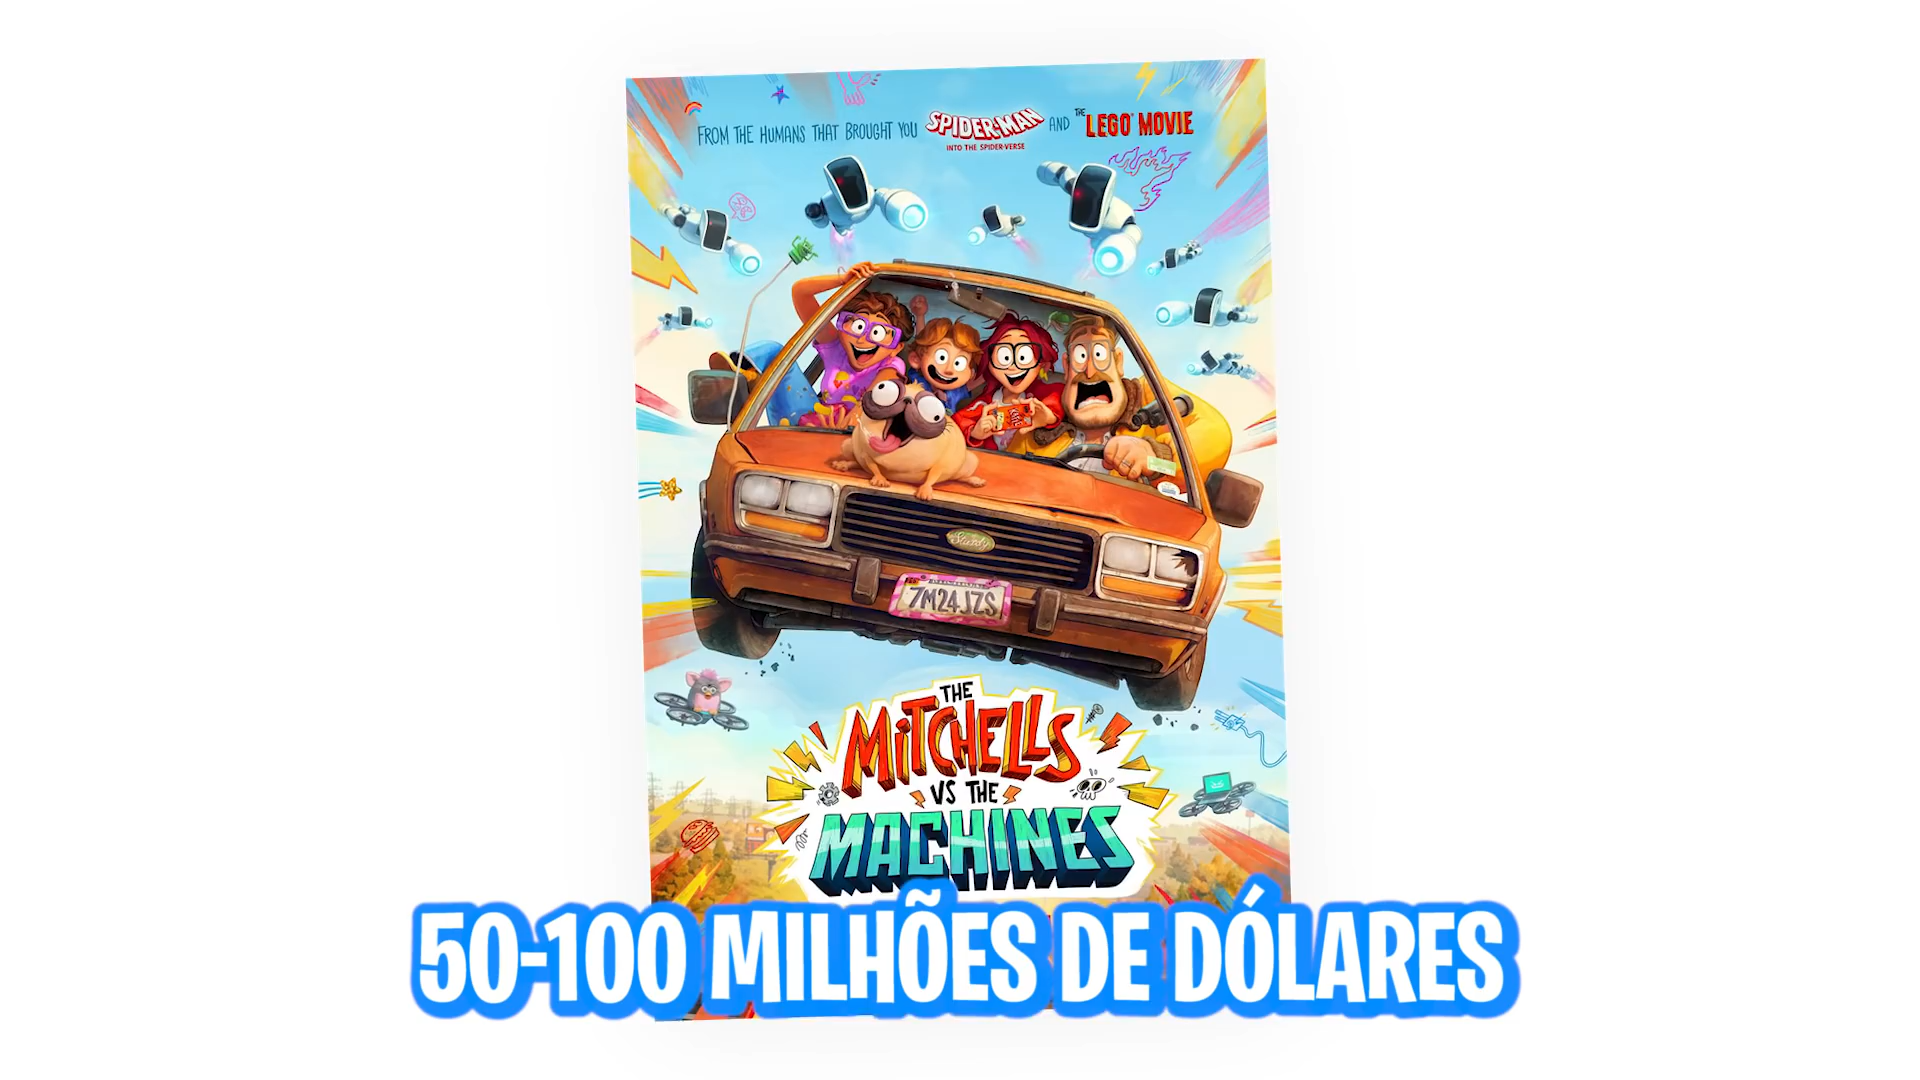 FROM THE HUMANS THAT BROUGHT YOU SPIDER-MAN INTO THE SPIDER-VERSE AND THE LEGO MOVIE
Sturdy
7M24JZS
THE
MITCHELLS
VS THE
MACHINES
50-100 MILHÕES DE DÓLARES